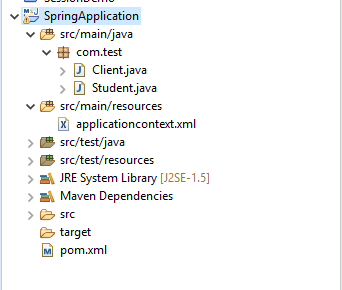 SpringApplication
src/main/java
com.test
Client.java
Student.java
src/main/resources
applicationcontext.xml
src/test/java
src/test/resources
JRE System Library [J2SE-1.5]
Maven Dependencies
src
target
pom.xml